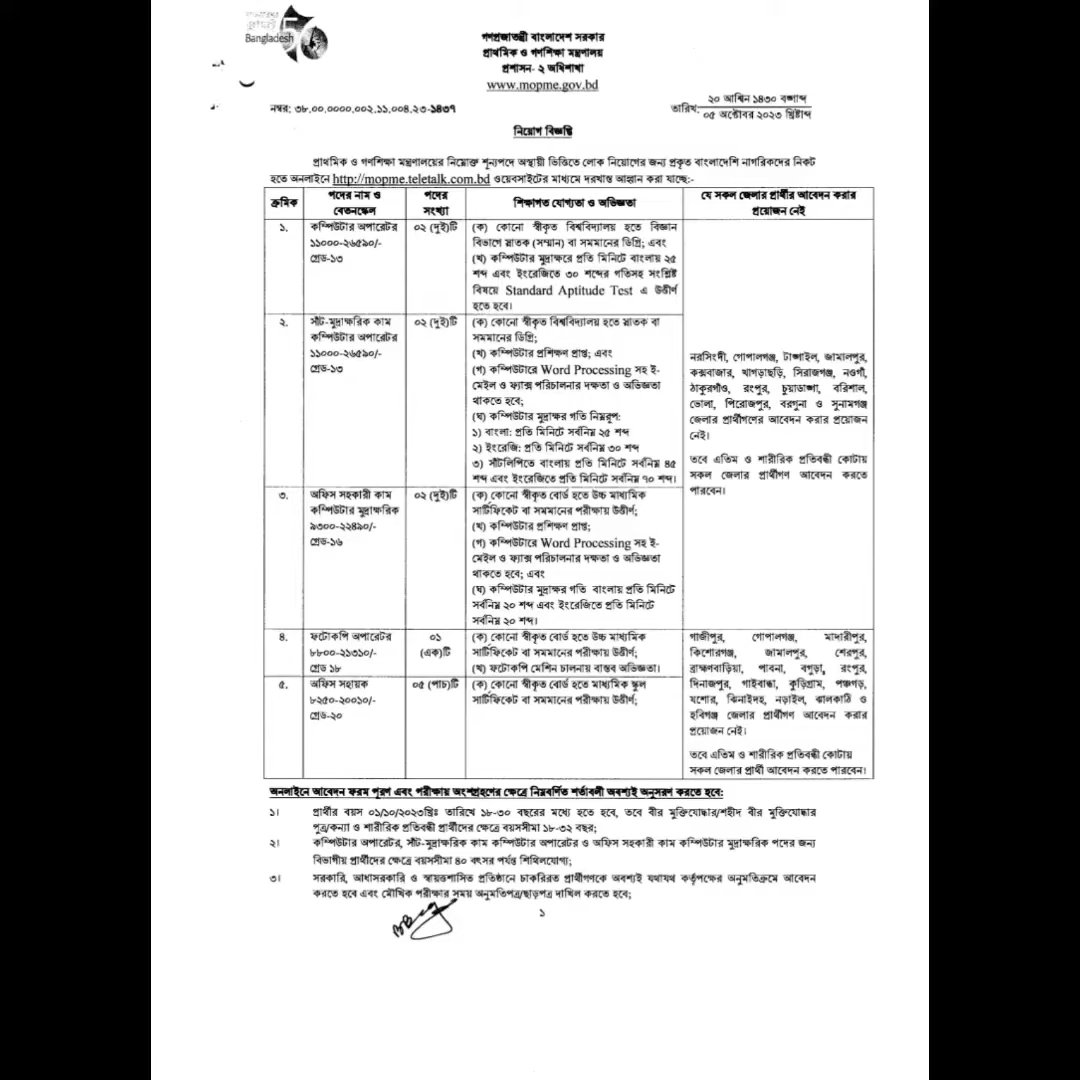 Bangladesh 50
গণপ্রজাতন্ত্রী বাংলাদেশ সরকার
প্রাথমিক ও গণশিক্ষা মন্ত্রণালয়
প্রশাসন- ২ অধিশাখা
www.mopme.gov.bd
নম্বর: ৩৮.০০.০০০০.০০২.১১.০০৪.২৩-১৪৩৭
তারিখ:
২০ আশ্বিন ১৪৩০ বঙ্গাব্দ
০৫ অক্টোবর ২০২৩ খ্রিষ্টাব্দ
নিয়োগ বিজ্ঞপ্তি
প্রাথমিক ও গণশিক্ষা মন্ত্রণালয়ের নিম্নোক্ত শূন্যপদে অস্থায়ী ভিত্তিতে লোক নিয়োগের জন্য প্রকৃত বাংলাদেশি নাগরিকদের নিকট
হতে অনলাইনে http://mopme.teletalk.com.bd ওয়েবসাইটের মাধ্যমে দরখাস্ত আহ্বান করা যাচ্ছে:-
ক্রমিক
পদের নাম ও
বেতনস্কেল
পদের
সংখ্যা
শিক্ষাগত যোগ্যতা ও অভিজ্ঞতা
যে সকল জেলার প্রার্থীর আবেদন করার
প্রয়োজন নেই
১.
কম্পিউটার অপারেটর
১১০০০-২৬৫৯০/-
গ্রেড-১৩
০২ (দুই)টি
(ক) কোনো স্বীকৃত বিশ্ববিদ্যালয় হতে বিজ্ঞান
বিভাগে স্নাতক (সম্মান) বা সমমানের ডিগ্রি; এবং
(খ) কম্পিউটার মুদ্রাক্ষরে প্রতি মিনিটে বাংলায় ২৫
শব্দ এবং ইংরেজিতে ৩০ শব্দের গতিসহ সংশ্লিষ্ট
বিষয়ে Standard Aptitude Test এ উত্তীর্ণ
হতে হবে।
২.
সাঁট-মুদ্রাক্ষরিক কাম
কম্পিউটার অপারেটর
১১০০০-২৬৫৯০/-
গ্রেড-১৩
০২ (দুই)টি
(ক) কোনো স্বীকৃত বিশ্ববিদ্যালয় হতে স্নাতক বা
সমমানের ডিগ্রি;
(খ) কম্পিউটার প্রশিক্ষণ প্রাপ্ত; এবং
(গ) কম্পিউটারে Word Processing সহ ই-
মেইল ও ফ্যাক্স পরিচালনার দক্ষতা ও অভিজ্ঞতা
থাকতে হবে;
(ঘ) কম্পিউটার মুদ্রাক্ষর গতি নিম্নরূপ:
১) বাংলা: প্রতি মিনিটে সর্বনিম্ন ২৫ শব্দ
২) ইংরেজি: প্রতি মিনিটে সর্বনিম্ন ৩০ শব্দ
৩) সাঁটলিপিতে বাংলায় প্রতি মিনিটে সর্বনিম্ন ৪৫
শব্দ এবং ইংরেজিতে প্রতি মিনিটে সর্বনিম্ন ৭০ শব্দ।
৩.
অফিস সহকারী কাম
কম্পিউটার মুদ্রাক্ষরিক
৯৩০০-২২৪৯০/-
গ্রেড-১৬
০২ (দুই)টি
(ক) কোনো স্বীকৃত বোর্ড হতে উচ্চ মাধ্যমিক
সার্টিফিকেট বা সমমানের পরীক্ষায় উত্তীর্ণ;
(খ) কম্পিউটার প্রশিক্ষণ প্রাপ্ত;
(গ) কম্পিউটারে Word Processing সহ ই-
মেইল ও ফ্যাক্স পরিচালনার দক্ষতা ও অভিজ্ঞতা
থাকতে হবে; এবং
(ঘ) কম্পিউটার মুদ্রাক্ষর গতি বাংলায় প্রতি মিনিটে
সর্বনিম্ন ২০ শব্দ এবং ইংরেজিতে প্রতি মিনিটে
সর্বনিম্ন ২০ শব্দ।
নরসিংদী, গোপালগঞ্জ, টাঙ্গাইল, জামালপুর,
কক্সবাজার, খাগড়াছড়ি, সিরাজগঞ্জ, নওগাঁ,
ঠাকুরগাঁও, রংপুর, চুয়াডাঙ্গা, বরিশাল,
ভোলা, পিরোজপুর, বরগুনা ও সুনামগঞ্জ
জেলার প্রার্থীগণের আবেদন করার প্রয়োজন
নেই।
তবে এতিম ও শারীরিক প্রতিবন্ধী কোটায়
সকল জেলার প্রার্থীগণ আবেদন করতে
পারবেন।
৪.
ফটোকপি অপারেটর
৮৮০০-২১৩১০/-
গ্রেড ১৮
০১
(এক)টি
(ক) কোনো স্বীকৃত বোর্ড হতে উচ্চ মাধ্যমিক
সার্টিফিকেট বা সমমানের পরীক্ষায় উত্তীর্ণ;
(খ) ফটোকপি মেশিন চালনায় বাস্তব অভিজ্ঞতা।
৫.
অফিস সহায়ক
৮২৫০-২০০১০/-
গ্রেড-২০
০৫ (পাচ)টি
(ক) কোনো স্বীকৃত বোর্ড হতে মাধ্যমিক স্কুল
সার্টিফিকেট বা সমমানের পরীক্ষায় উত্তীর্ণ;
গাজীপুর, গোপালগঞ্জ, মাদারীপুর,
কিশোরগঞ্জ, জামালপুর, শেরপুর,
ব্রাহ্মণবাড়িয়া, পাবনা, বগুড়া, রংপুর,
দিনাজপুর, গাইবান্ধা, কুড়িগ্রাম, পঞ্চগড়,
যশোর, ঝিনাইদহ, নড়াইল, ঝালকাঠি ও
হবিগঞ্জ জেলার প্রার্থীগণ আবেদন করার
প্রয়োজন নেই।
তবে এতিম ও শারীরিক প্রতিবন্ধী কোটায়
সকল জেলার প্রার্থী আবেদন করতে পারবেন।
অনলাইনে আবেদন ফরম পূরণ এবং পরীক্ষায় অংশগ্রহণের ক্ষেত্রে নিম্নবর্ণিত শর্তাবলী অবশ্যই অনুসরণ করতে হবে:
১। প্রার্থীর বয়স ০১/১০/২০২৩খ্রিঃ তারিখে ১৮-৩০ বছরের মধ্যে হতে হবে, তবে বীর মুক্তিযোদ্ধার/শহীদ বীর মুক্তিযোদ্ধার
পুত্র/কন্যা ও শারীরিক প্রতিবন্ধী প্রার্থীদের ক্ষেত্রে বয়সসীমা ১৮-৩২ বছর;
২। কম্পিউটার অপারেটর, সাঁট-মুদ্রাক্ষরিক কাম কম্পিউটার অপারেটর ও অফিস সহকারী কাম কম্পিউটার মুদ্রাক্ষরিক পদের জন্য
বিভাগীয় প্রার্থীদের ক্ষেত্রে বয়সসীমা ৪০ বৎসর পর্যন্ত শিথিলযোগ্য;
৩। সরকারি, আধাসরকারি ও স্বায়ত্তশাসিত প্রতিষ্ঠানে চাকরিরত প্রার্থীগণকে অবশ্যই যথাযথ কর্তৃপক্ষের অনুমতিক্রমে আবেদন
করতে হবে এবং মৌখিক পরীক্ষার সময় অনুমতিপত্র/ছাড়পত্র দাখিল করতে হবে;
১